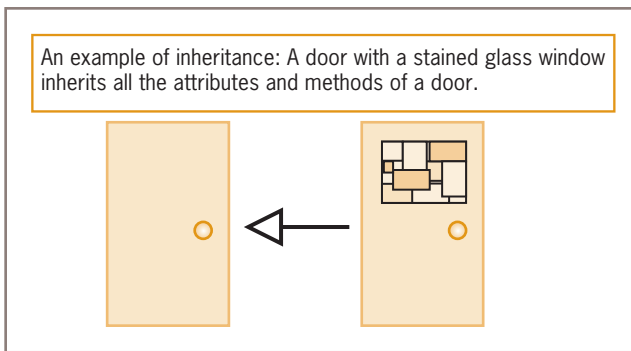 An example of inheritance: A door with a stained glass window
inherits all the attributes and methods of a door.